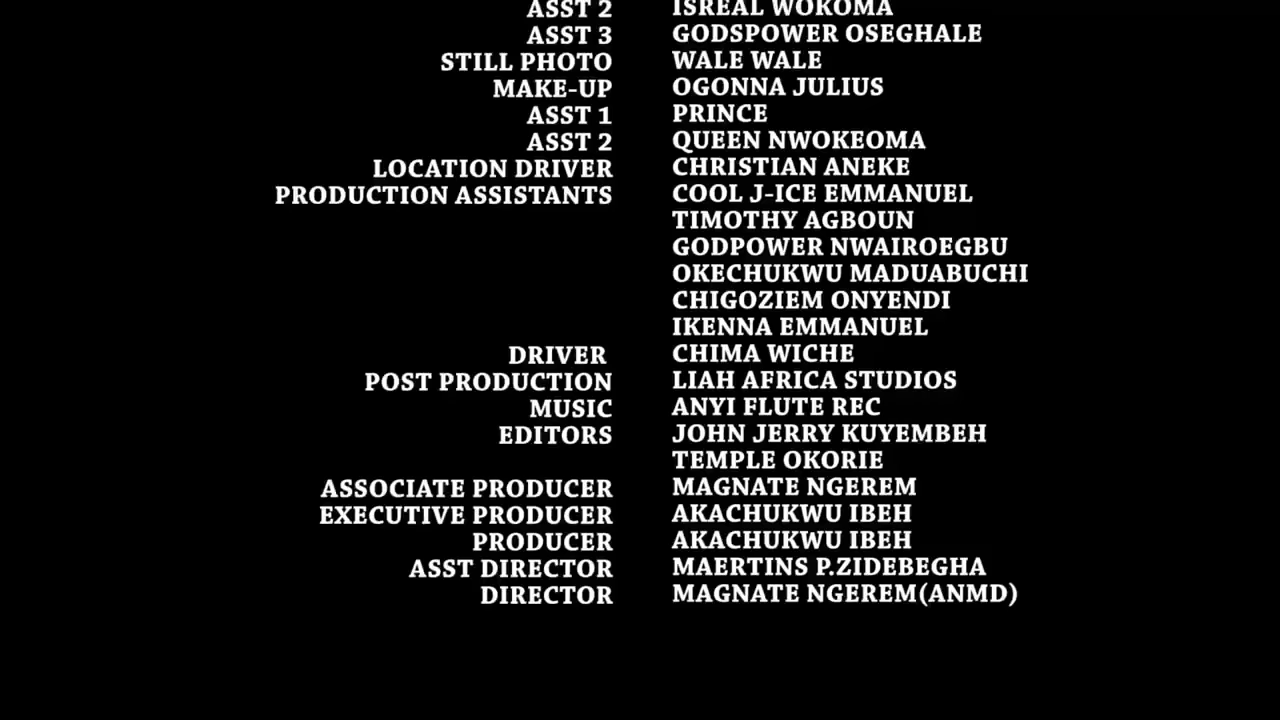 ASST 2 ISREAL WOKOMA
ASST 3 GODSPOWER OSEGHALE
STILL PHOTO WALE WALE
MAKE-UP OGONNA JULIUS
ASST 1 PRINCE
ASST 2 QUEEN NWOKEOMA
LOCATION DRIVER CHRISTIAN ANEKE
PRODUCTION ASSISTANTS COOL J-ICE EMMANUEL
TIMOTHY AGBOUN
GODPOWER NWAIROEGBU
OKECHUKWU MADUABUCHI
CHIGOZIEM ONYENDI
IKENNA EMMANUEL
DRIVER CHIMA WICHE
POST PRODUCTION LIAH AFRICA STUDIOS
MUSIC ANYI FLUTE REC
EDITORS JOHN JERRY KUYEMBEH
TEMPLE OKORIE
ASSOCIATE PRODUCER MAGNATE NGEREM
EXECUTIVE PRODUCER AKACHUKWU IBEH
PRODUCER AKACHUKWU IBEH
ASST DIRECTOR MAERTINS P.ZIDEBEGHA
DIRECTOR MAGNATE NGEREM(ANMD)